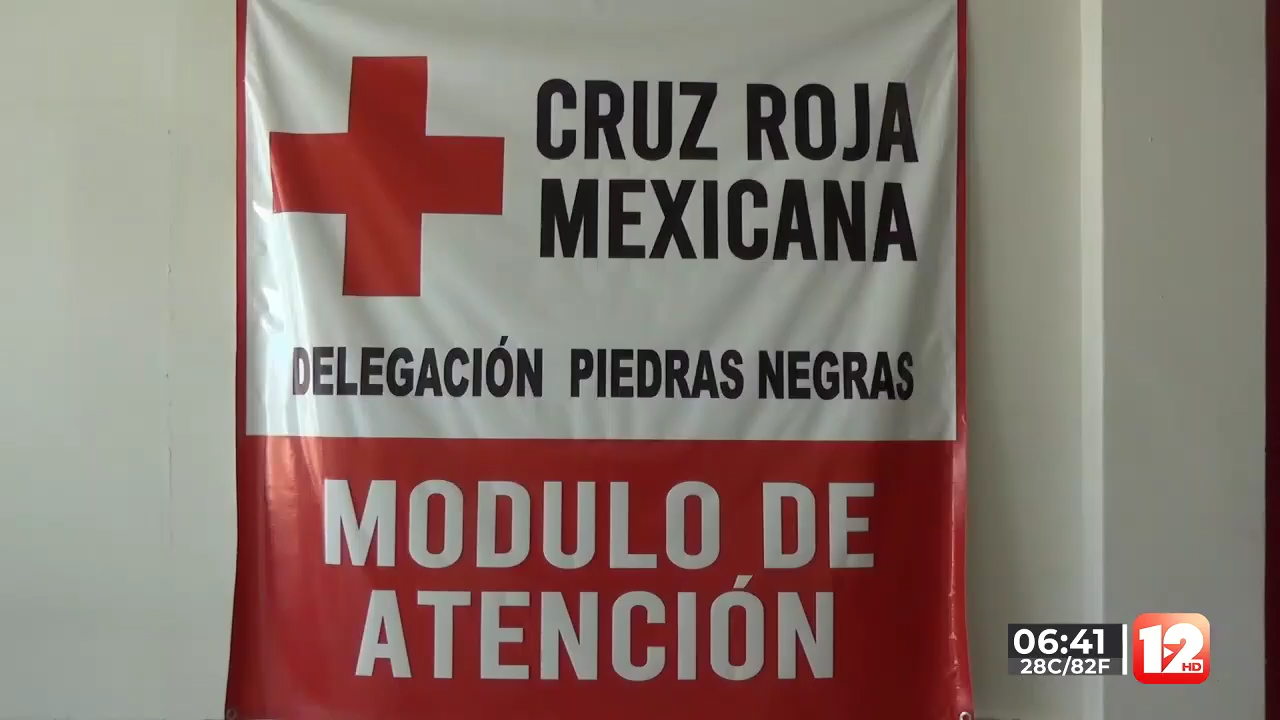 CRUZ ROJA
MEXICANA
DELEGACIÓN PIEDRAS NEGRAS
MODULO DE
ATENCIÓN
06:41
28C/82F
12
HD